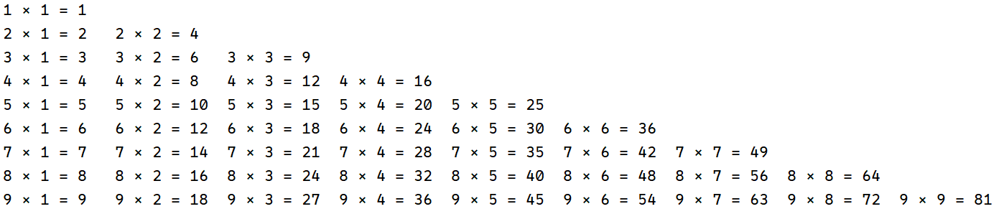 1 × 1 = 1
2 × 1 = 2   2 × 2 = 4
3 × 1 = 3   3 × 2 = 6   3 × 3 = 9
4 × 1 = 4   4 × 2 = 8   4 × 3 = 12  4 × 4 = 16
5 × 1 = 5   5 × 2 = 10  5 × 3 = 15  5 × 4 = 20  5 × 5 = 25
6 × 1 = 6   6 × 2 = 12  6 × 3 = 18  6 × 4 = 24  6 × 5 = 30  6 × 6 = 36
7 × 1 = 7   7 × 2 = 14  7 × 3 = 21  7 × 4 = 28  7 × 5 = 35  7 × 6 = 42  7 × 7 = 49
8 × 1 = 8   8 × 2 = 16  8 × 3 = 24  8 × 4 = 32  8 × 5 = 40  8 × 6 = 48  8 × 7 = 56  8 × 8 = 64
9 × 1 = 9   9 × 2 = 18  9 × 3 = 27  9 × 4 = 36  9 × 5 = 45  9 × 6 = 54  9 × 7 = 63  9 × 8 = 72  9 × 9 = 81